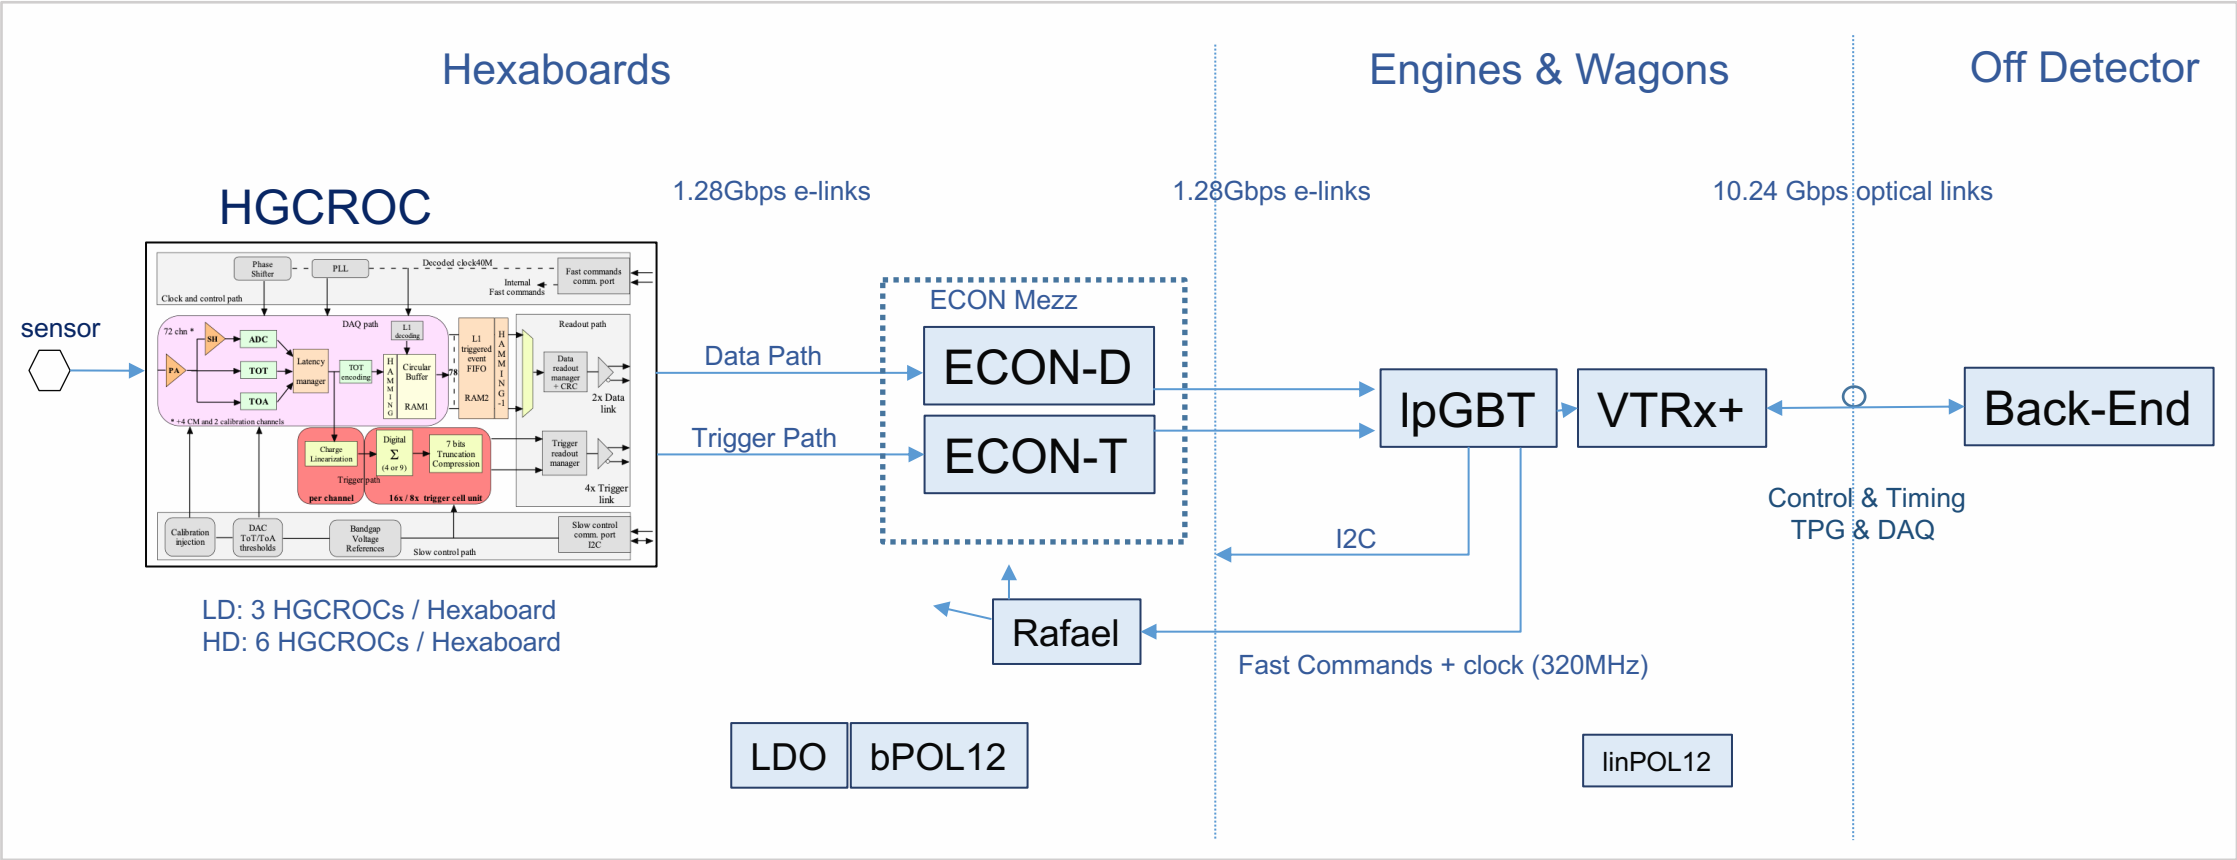 Hexaboards
Engines & Wagons
Off Detector
1.28Gbps e-links
1.28Gbps e-links
10.24 Gbps optical links
HGCROC
sensor
Phase
Shifter
PLL
Decoded clock40M
Fast commands
comm. port
Internal
Fast commands
Clock and control path
72 chn *
DAQ path
L1
decoding
SH
ADC
PA
TOT
TOA
Latency
manager
TOT
encoding
HAMMING
Circular
Buffer
RAM1
78
L1
triggered
event
FIFO
RAM2
HAMMING-1
Readout path
Data
readout
manager
+ CRC
2x Data
link
* +4 CM and 2 calibration channels
Charge
Linearization
Digital
Σ
(4 or 9)
7 bits
Truncation
Compression
Trigger path
per channel
16x / 8x trigger cell unit
Trigger
readout
manager
4x Trigger
link
Calibration
injection
DAC
ToT/ToA
thresholds
Bandgap
Voltage
References
Slow control path
Slow control
comm. port
I2C
LD: 3 HGCROCs / Hexaboard
HD: 6 HGCROCs / Hexaboard
Data Path
Trigger Path
ECON Mezz
ECON-D
ECON-T
lpGBT
VTRx+
Back-End
Control & Timing
TPG & DAQ
I2C
Rafael
Fast Commands + clock (320MHz)
LDO
bPOL12
linPOL12